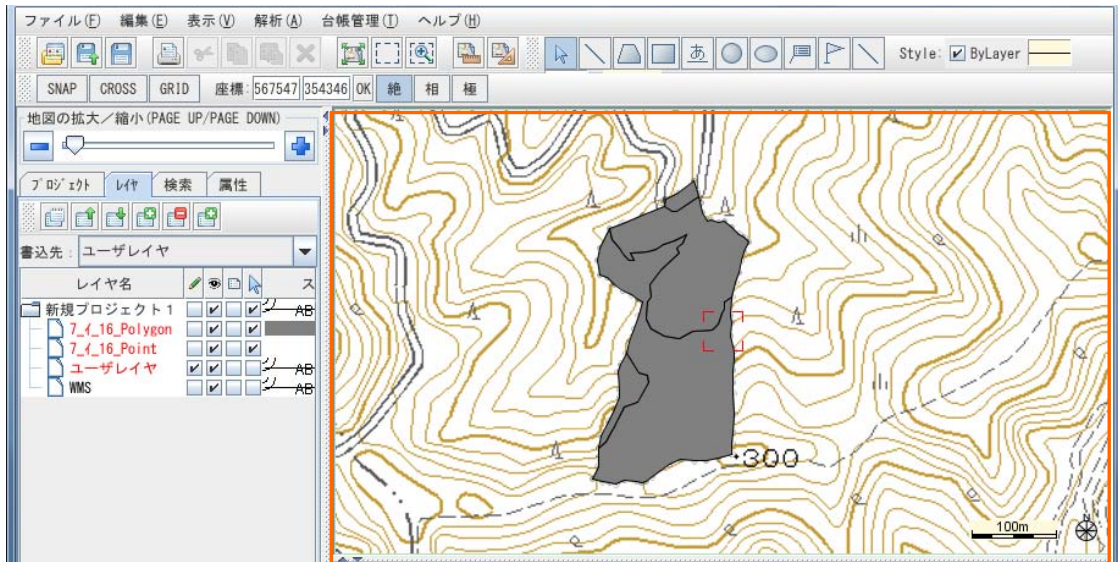 ファイル(F) 編集(E) 表示(V) 解析(A) 台帳管理(T) ヘルプ(H)
あ Style: ByLayer
SNAP CROSS GRID 座標: 567547 354346 OK 絶 相 極
地図の拡大/縮小(PAGE UP/PAGE DOWN)
プロジェクト レイヤ 検索 属性
書込先: ユーザレイヤ
レイヤ名 ス
新規プロジェクト1 AB
7_イ_16_Polygon
7_イ_16_Point
ユーザレイヤ AB
WMS AB
300
100m